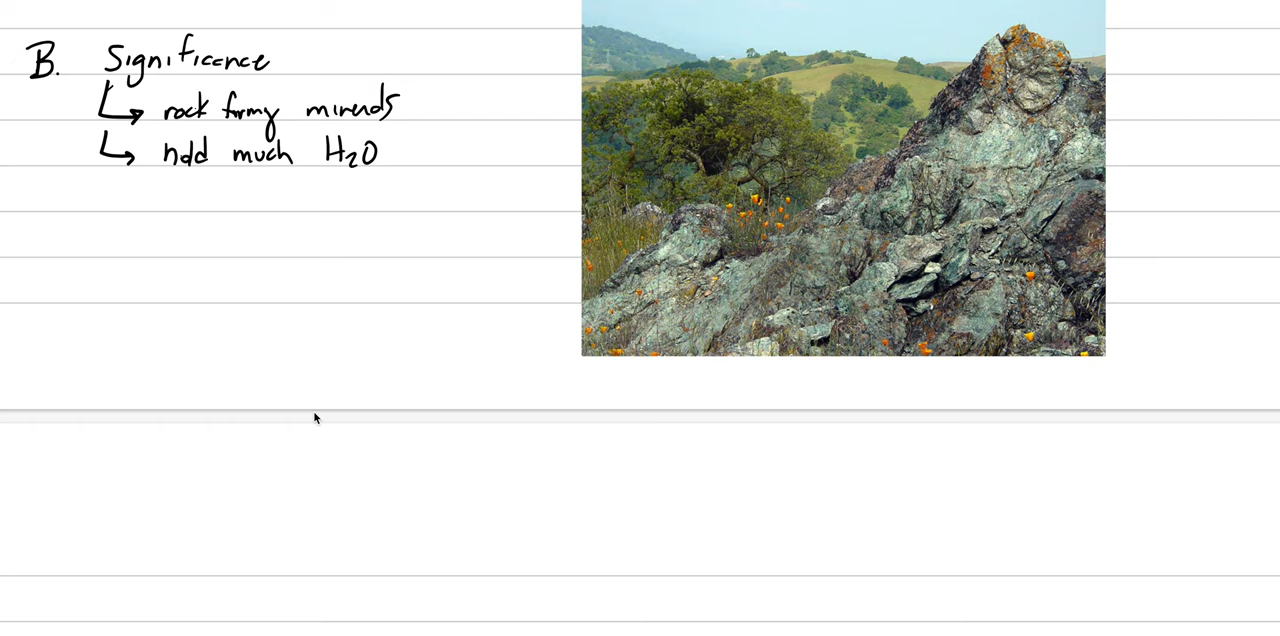 B. Significance
↳ rock forming minerals
↳ hold much H₂O